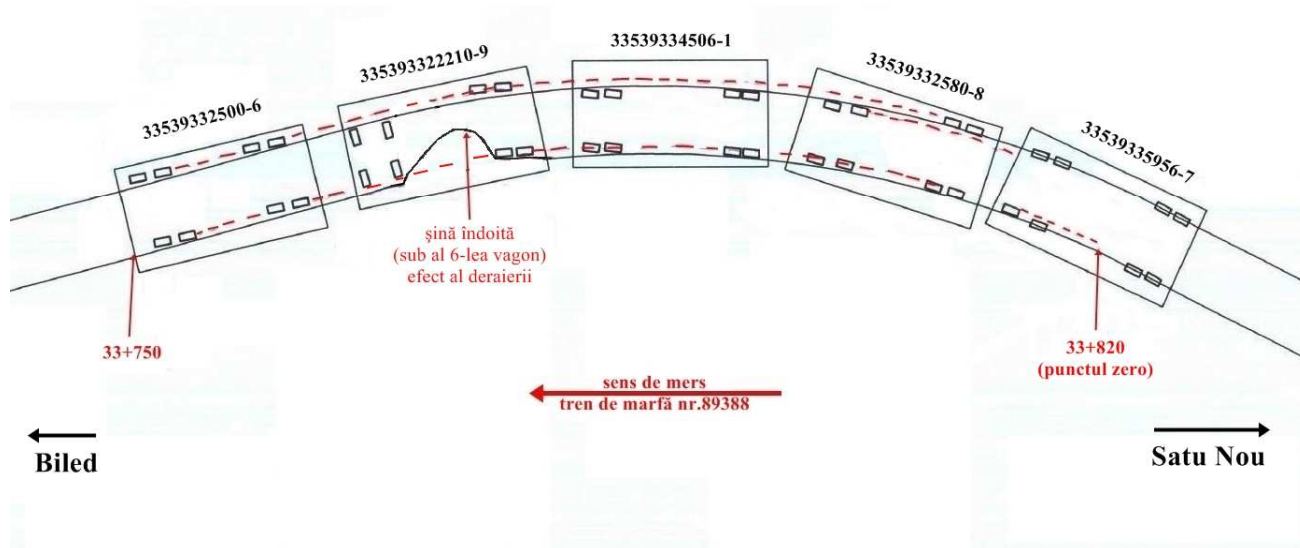 33539334506-1
335393322210-9
33539332580-8
33539332500-6
33539335956-7
șină îndoită
(sub al 6-lea vagon)
efect al deraierii
33+750
33+820
(punctul zero)
sens de mers
tren de marfă nr.89388
Biled
Satu Nou